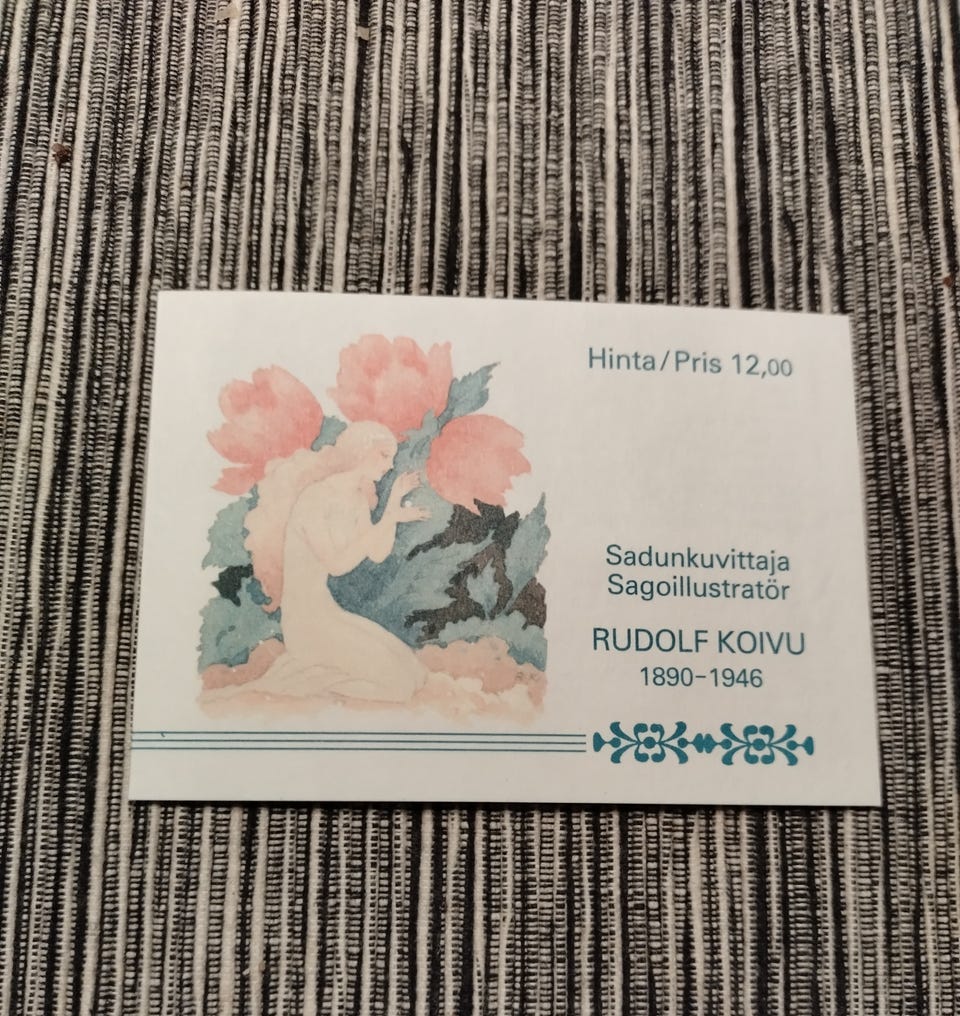 Hinta/Pris 12,00
Sadunkuvittaja
Sagoillustratör
RUDOLF KOIVU
1890–1946